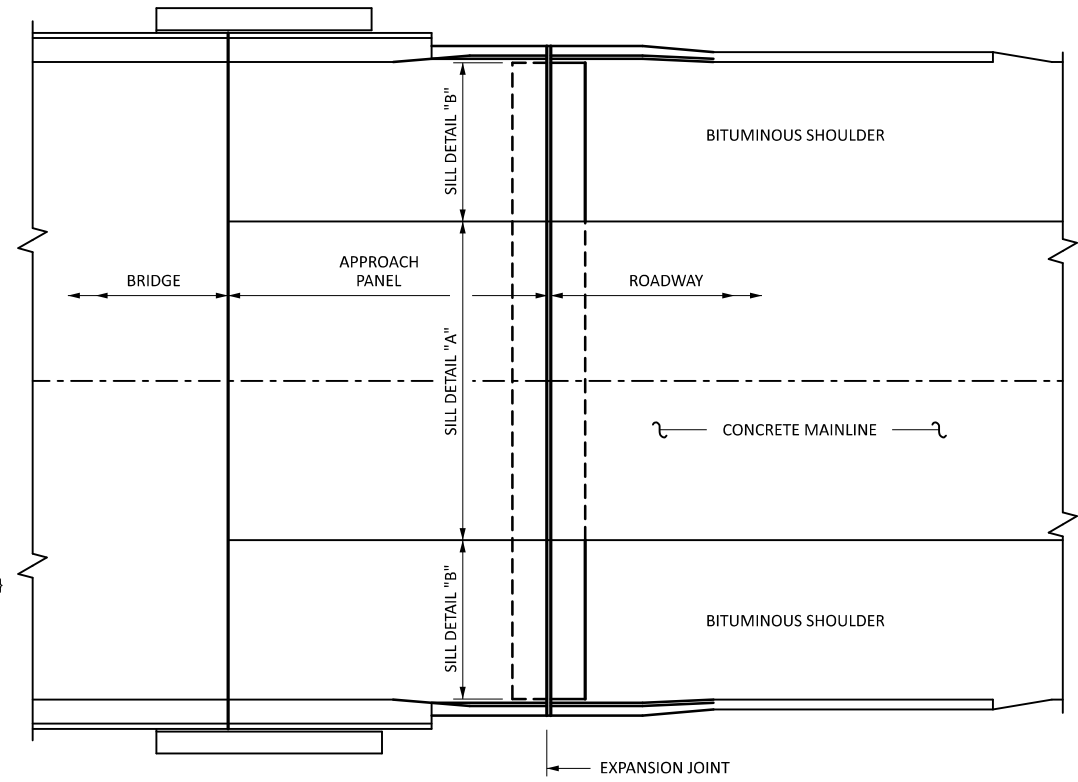 SILL DETAIL "B"
BITUMINOUS SHOULDER
BRIDGE
APPROACH
PANEL
ROADWAY
SILL DETAIL "A"
CONCRETE MAINLINE
SILL DETAIL "B"
BITUMINOUS SHOULDER
EXPANSION JOINT